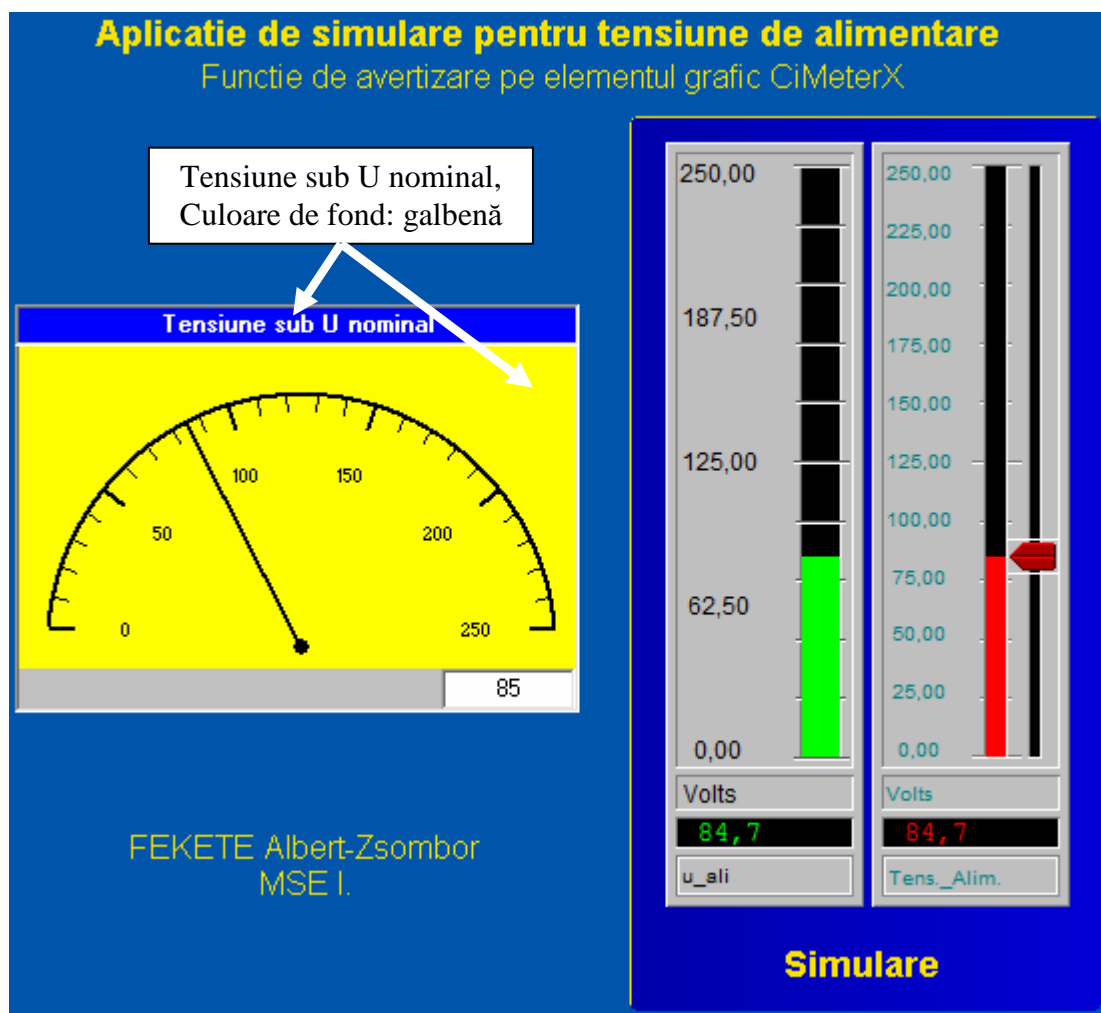 Aplicatie de simulare pentru tensiune de alimentare
Functie de avertizare pe elementul grafic CiMeterX
Tensiune sub U nominal,
Culoare de fond: galbenă
Tensiune sub U nominal
0
50
100
150
200
250
85
FEKETE Albert-Zsombor
MSE I.
250,00
187,50
125,00
62,50
0,00
Volts
84,7
u_ali
250,00
225,00
200,00
175,00
150,00
125,00
100,00
75,00
50,00
25,00
0,00
Volts
84,7
Tens._Alim.
Simulare